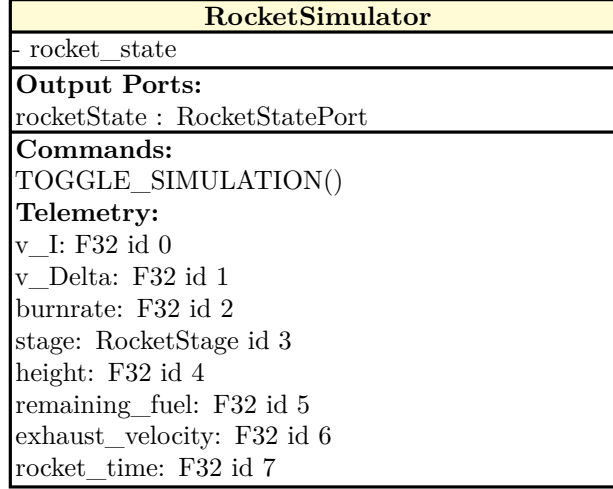 RocketSimulator
- rocket_state
Output Ports:
rocketState : RocketStatePort
Commands:
TOGGLE_SIMULATION()
Telemetry:
v_I: F32 id 0
v_Delta: F32 id 1
burnrate: F32 id 2
stage: RocketStage id 3
height: F32 id 4
remaining_fuel: F32 id 5
exhaust_velocity: F32 id 6
rocket_time: F32 id 7